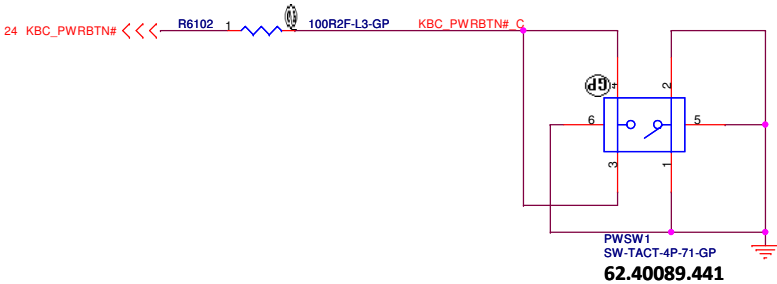 24 KBC_PWRBTN#
R6102
1
100R2F-L3-GP
KBC_PWRBTN#_C
GP
4
2
6
5
3
1
PWSW1
SW-TACT-4P-71-GP
62.40089.441